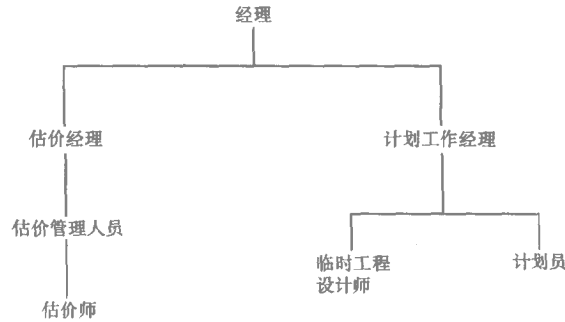 经理
估价经理
计划工作经理
估价管理人员
临时工程
设计师
计划员
估价师